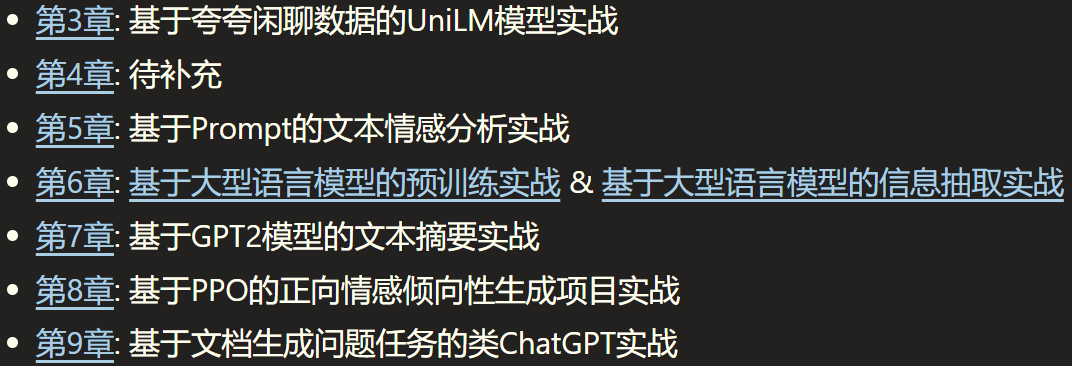 • 第3章: 基于夸夸闲聊数据的UniLM模型实战
• 第4章: 待补充
• 第5章: 基于Prompt的文本情感分析实战
• 第6章: 基于大型语言模型的预训练实战 & 基于大型语言模型的信息抽取实战
• 第7章: 基于GPT2模型的文本摘要实战
• 第8章: 基于PPO的正向情感倾向性生成项目实战
• 第9章: 基于文档生成问题任务的类ChatGPT实战